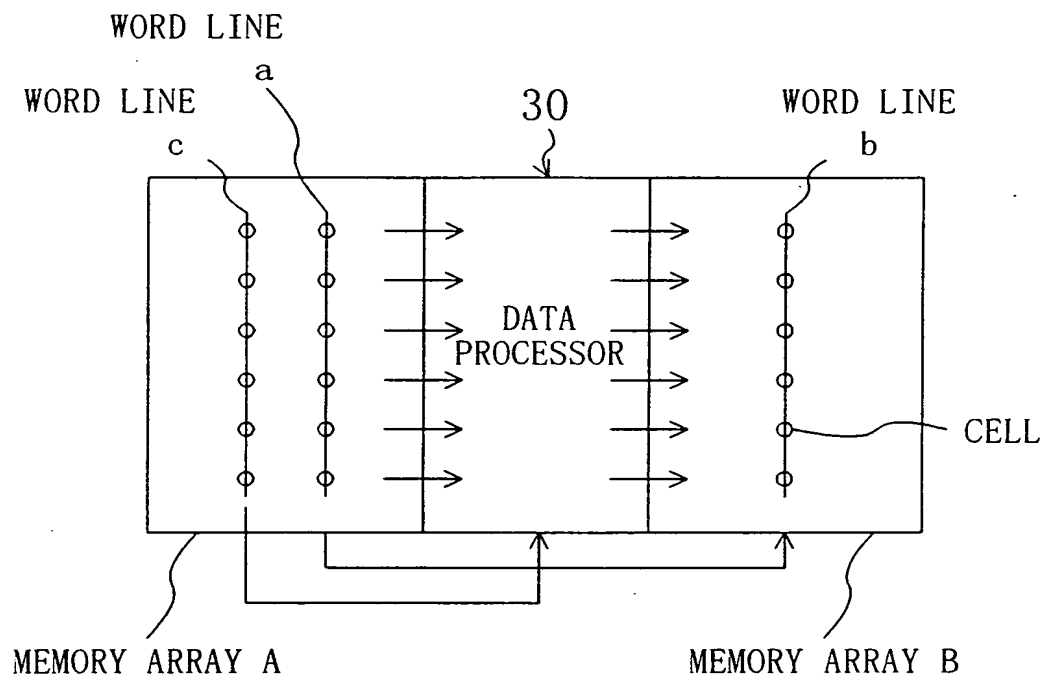 WORD LINE
a
WORD LINE
c
30
WORD LINE
b
DATA
PROCESSOR
CELL
MEMORY ARRAY A
MEMORY ARRAY B